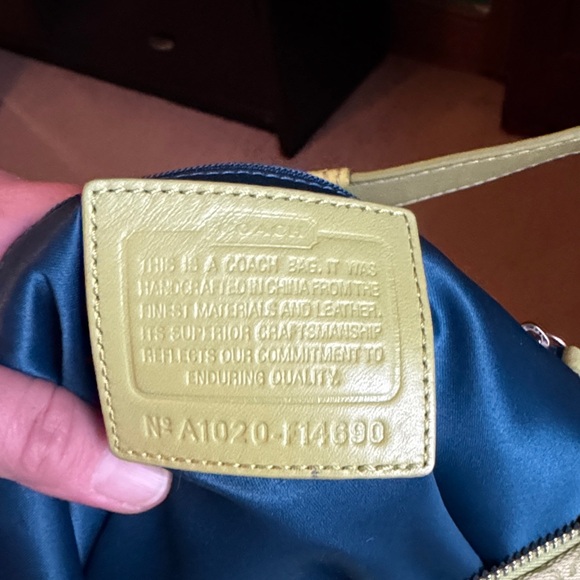 COACH
THIS IS A COACH BAG. IT WAS
HANDCRAFTED IN CHINA FROM THE
FINEST MATERIALS AND LEATHER.
ITS SUPERIOR CRAFTSMANSHIP
REFLECTS OUR COMMITMENT TO
ENDURING QUALITY.
Nº A1020-F14690